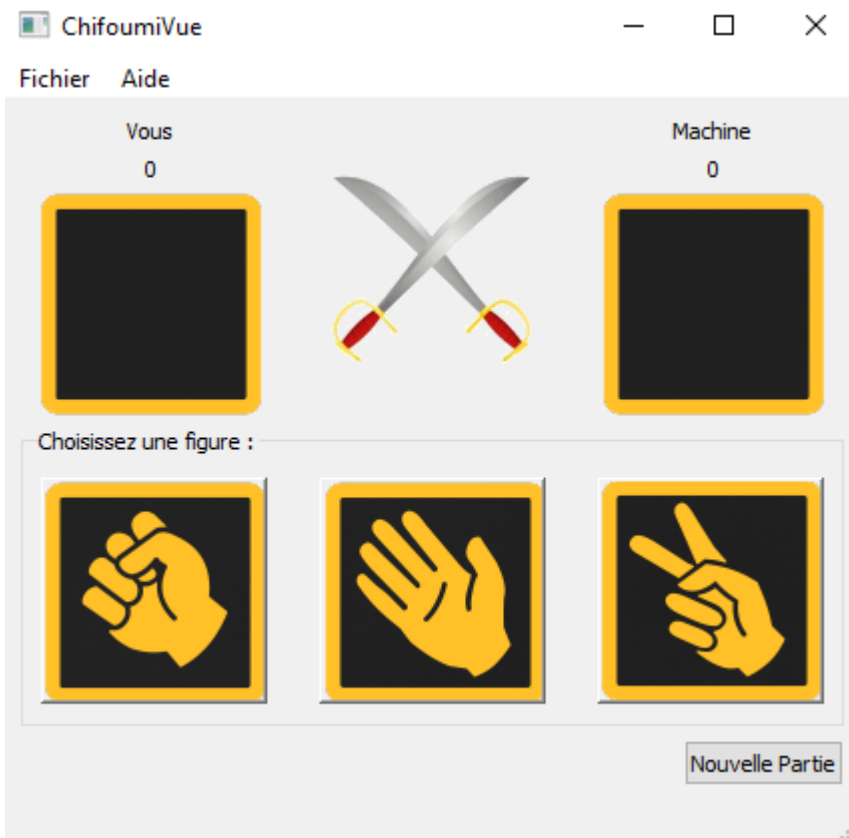 ChifoumiVue
Fichier Aide
Vous Machine
0 0
Choisissez une figure :
Nouvelle Partie